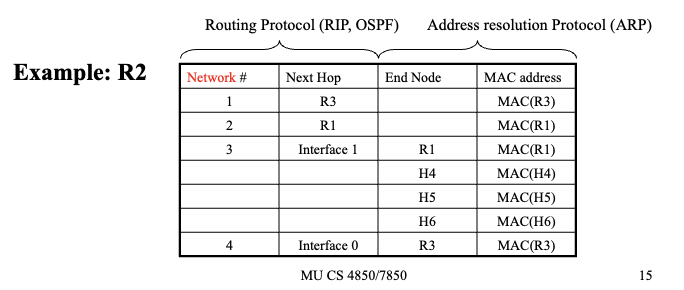 Routing Protocol (RIP, OSPF) Address resolution Protocol (ARP)
Example: R2
Network # Next Hop End Node MAC address
1 R3 MAC(R3)
2 R1 MAC(R1)
3 Interface 1 R1 MAC(R1)
H4 MAC(H4)
H5 MAC(H5)
H6 MAC(H6)
4 Interface 0 R3 MAC(R3)
MU CS 4850/7850 15